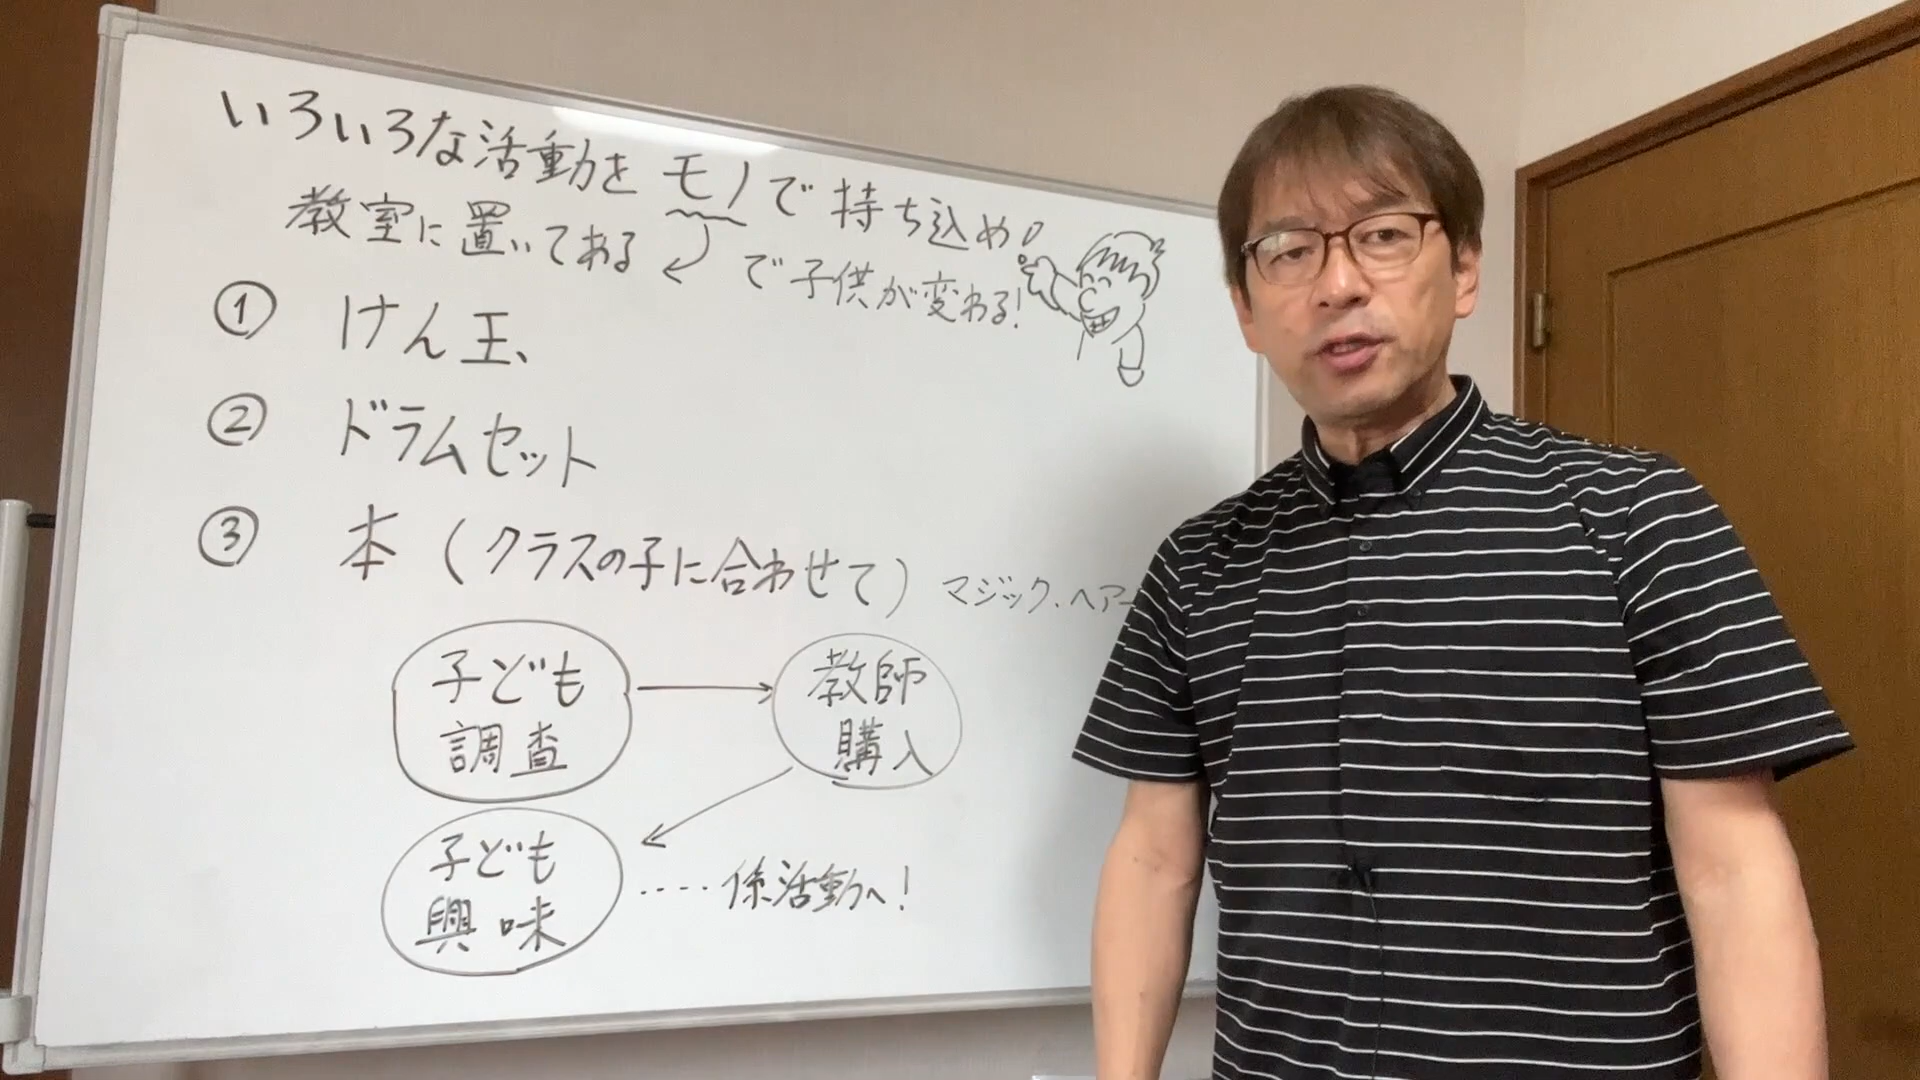 いろいろな活動をモノで持ち込め!
教室に置いてある
で子供が変わる!
① けん玉
② ドラムセット
③ 本(クラスの子に合わせて)
マジック、ヘアー
子ども
調査
教師
購入
子ども
興味
‥‥係活動へ!